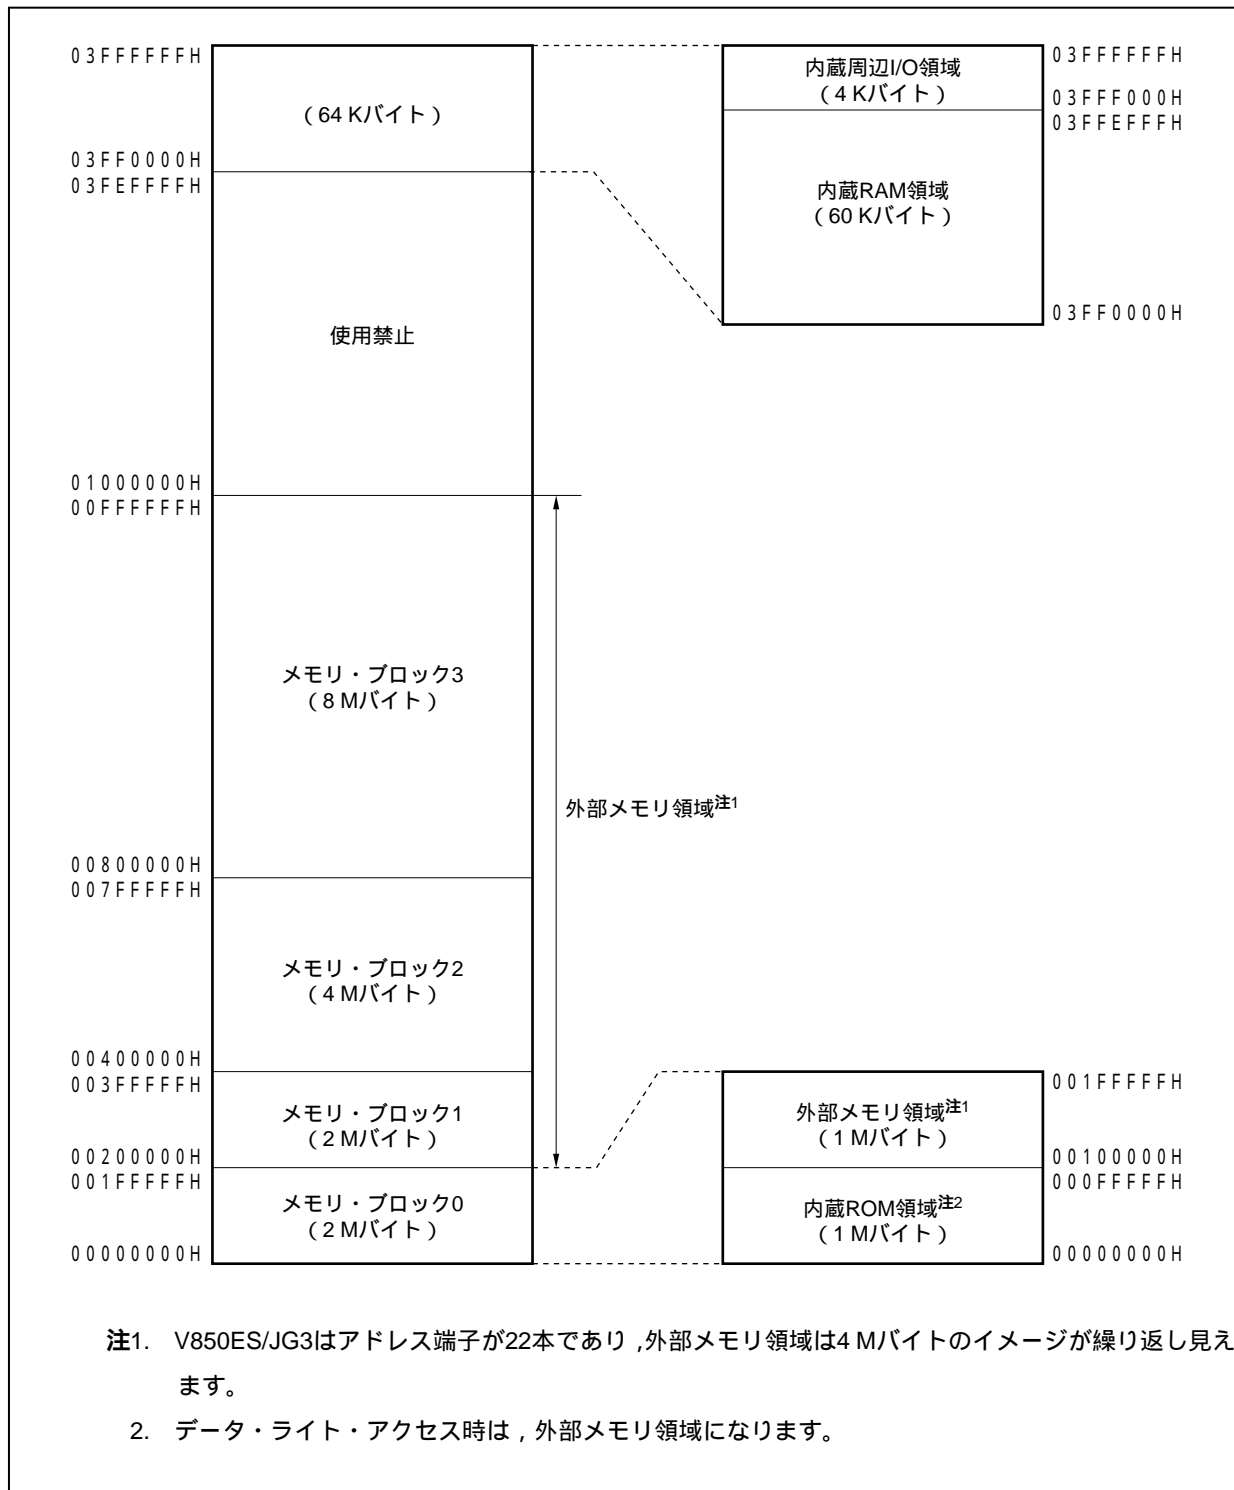 03FFFFFFH
(64 Kバイト)
03FF0000H
03FEFFFFH
使用禁止
01000000H
00FFFFFFH
メモリ・ブロック3
(8 Mバイト)
外部メモリ領域注1
00800000H
007FFFFFH
メモリ・ブロック2
(4 Mバイト)
00400000H
003FFFFFH
メモリ・ブロック1
(2 Mバイト)
00200000H
001FFFFFH
メモリ・ブロック0
(2 Mバイト)
00000000H
内蔵周辺I/O領域
(4 Kバイト)
03FFFFFFH
03FFF000H
03FFEFFFH
内蔵RAM領域
(60 Kバイト)
03FF0000H
001FFFFFH
外部メモリ領域注1
(1 Mバイト)
00100000H
000FFFFFH
内蔵ROM領域注2
(1 Mバイト)
00000000H
注1. V850ES/JG3はアドレス端子が22本であり,外部メモリ領域は4 Mバイトのイメージが繰り返し見え
ます。
2. データ・ライト・アクセス時は,外部メモリ領域になります。